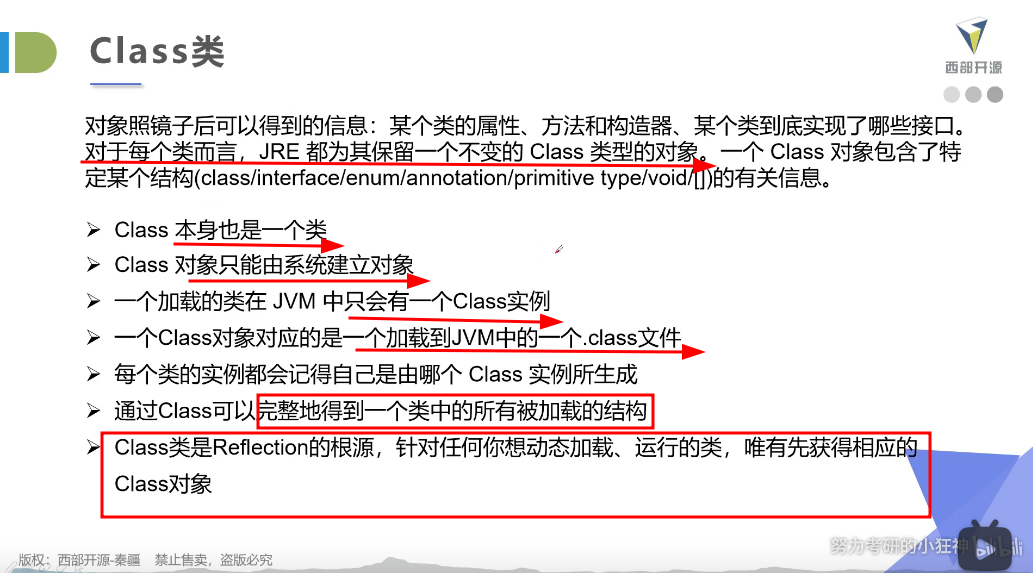 Class类
西部开源
对象照镜子后可以得到的信息：某个类的属性、方法和构造器、某个类到底实现了哪些接口。
对于每个类而言，JRE 都为其保留一个不变的 Class 类型的对象。一个 Class 对象包含了特
定某个结构(class/interface/enum/annotation/primitive type/void/[])的有关信息。
➢ Class 本身也是一个类
➢ Class 对象只能由系统建立对象
➢ 一个加载的类在 JVM 中只会有一个Class实例
➢ 一个Class对象对应的是一个加载到JVM中的一个.class文件
➢ 每个类的实例都会记得自己是由哪个 Class 实例所生成
➢ 通过Class可以完整地得到一个类中的所有被加载的结构
➢ Class类是Reflection的根源，针对任何你想动态加载、运行的类，唯有先获得相应的
Class对象
版权：西部开源-秦疆 禁止售卖，盗版必究
努力考研的小狂神